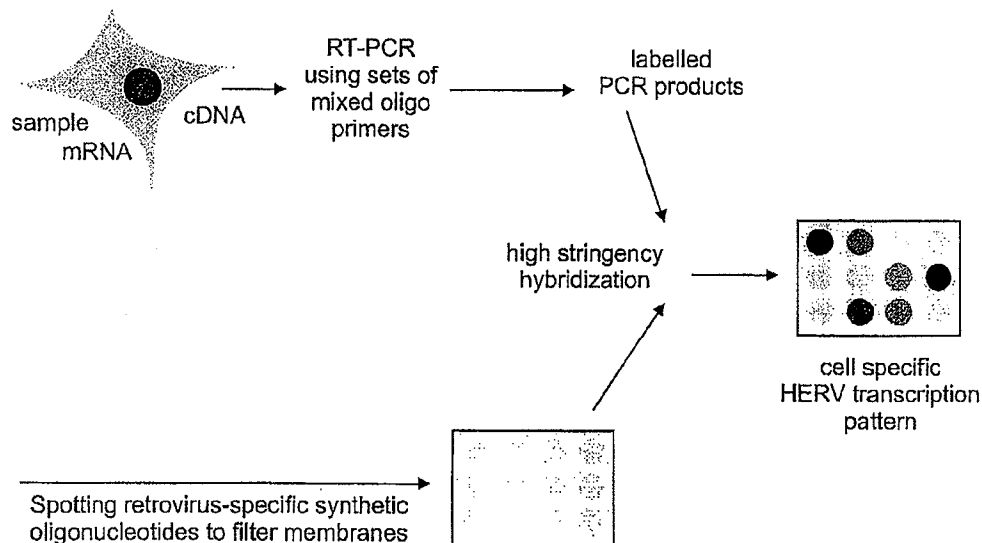 sample
mRNA
cDNA
RT-PCR
using sets of
mixed oligo
primers
labelled
PCR products
high stringency
hybridization
cell specific
HERV transcription
pattern
Spotting retrovirus-specific synthetic
oligonucleotides to filter membranes